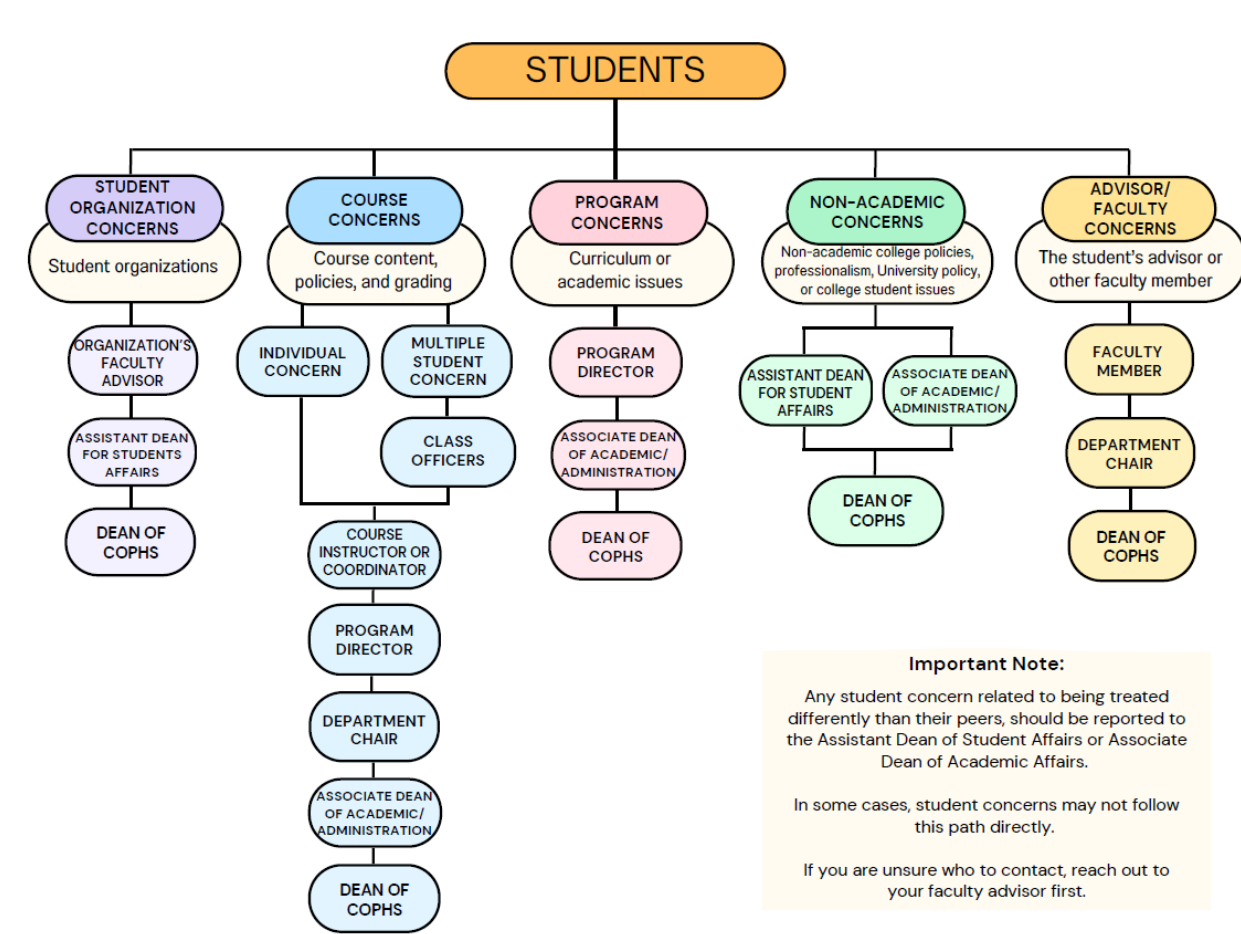 STUDENTS
STUDENT
ORGANIZATION
CONCERNS
Student organizations
ORGANIZATION'S
FACULTY
ADVISOR
ASSISTANT DEAN
FOR STUDENTS
AFFAIRS
DEAN OF
COPHS
COURSE
CONCERNS
Course content,
policies, and grading
INDIVIDUAL
CONCERN
MULTIPLE
STUDENT
CONCERN
CLASS
OFFICERS
COURSE
INSTRUCTOR OR
COORDINATOR
PROGRAM
DIRECTOR
DEPARTMENT
CHAIR
ASSOCIATE DEAN
OF ACADEMIC/
ADMINISTRATION
DEAN OF
COPHS
PROGRAM
CONCERNS
Curriculum or
academic issues
PROGRAM
DIRECTOR
ASSOCIATE DEAN
OF ACADEMIC/
ADMINISTRATION
DEAN OF
COPHS
NON-ACADEMIC
CONCERNS
Non-academic college policies,
professionalism, University policy,
or college student issues
ASSISTANT DEAN
FOR STUDENT
AFFAIRS
ASSOCIATE DEAN
OF ACADEMIC/
ADMINISTRATION
DEAN OF
COPHS
ADVISOR/
FACULTY
CONCERNS
The student's advisor or
other faculty member
FACULTY
MEMBER
DEPARTMENT
CHAIR
DEAN OF
COPHS
Important Note:
Any student concern related to being treated
differently than their peers, should be reported to
the Assistant Dean of Student Affairs or Associate
Dean of Academic Affairs.
In some cases, student concerns may not follow
this path directly.
If you are unsure who to contact, reach out to
your faculty advisor first.